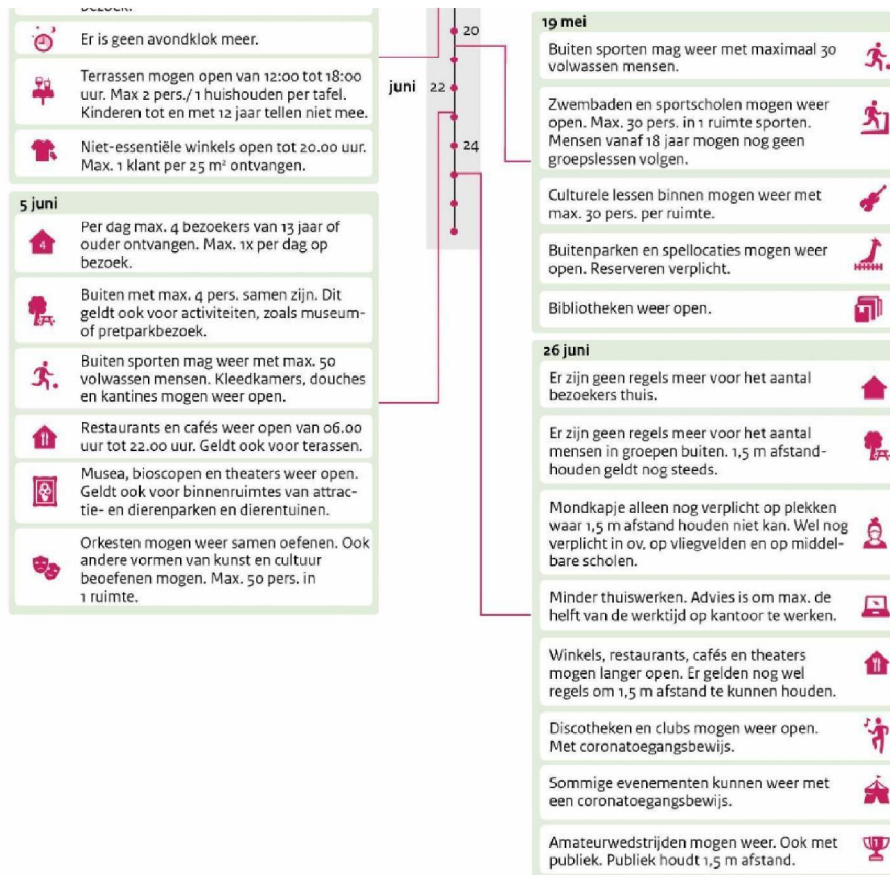 Er is geen avondklok meer.
Terrassen mogen open van 12:00 tot 18:00
uur. Max 2 pers./ 1 huishouden per tafel.
Kinderen tot en met 12 jaar tellen niet mee.
Niet-essentiële winkels open tot 20.00 uur.
Max. 1 klant per 25 m² ontvangen.
5 juni
4
Per dag max. 4 bezoekers van 13 jaar of
ouder ontvangen. Max. 1x per dag op
bezoek.
Buiten met max. 4 pers. samen zijn. Dit
geldt ook voor activiteiten, zoals museum-
of pretparkbezoek.
Buiten sporten mag weer met max. 50
volwassen mensen. Kleedkamers, douches
en kantines mogen weer open.
Restaurants en cafés weer open van 06.00
uur tot 22.00 uur. Geldt ook voor terassen.
Musea, bioscopen en theaters weer open.
Geldt ook voor binnenruimtes van attrac-
tie- en dierenparken en dierentuinen.
Orkesten mogen weer samen oefenen. Ook
andere vormen van kunst en cultuur
beoefenen mogen. Max. 50 pers. in
1 ruimte.
20
juni 22
24
19 mei
Buiten sporten mag weer met maximaal 30
volwassen mensen.
Zwembaden en sportscholen mogen weer
open. Max. 30 pers. in 1 ruimte sporten.
Mensen vanaf 18 jaar mogen nog geen
groepslessen volgen.
Culturele lessen binnen mogen weer met
max. 30 pers. per ruimte.
Buitenparken en spellocaties mogen weer
open. Reserveren verplicht.
Bibliotheken weer open.
26 juni
Er zijn geen regels meer voor het aantal
bezoekers thuis.
Er zijn geen regels meer voor het aantal
mensen in groepen buiten. 1,5 m afstand-
houden geldt nog steeds.
Mondkapje alleen nog verplicht op plekken
waar 1,5 m afstand houden niet kan. Wel nog
verplicht in ov, op vliegvelden en op middel-
bare scholen.
Minder thuiswerken. Advies is om max. de
helft van de werktijd op kantoor te werken.
Winkels, restaurants, cafés en theaters
mogen langer open. Er gelden nog wel
regels om 1,5 m afstand te kunnen houden.
Discotheken en clubs mogen weer open.
Met coronatoegangsbewijs.
Sommige evenementen kunnen weer met
een coronatoegangsbewijs.
Amateurwedstrijden mogen weer. Ook met
publiek. Publiek houdt 1,5 m afstand.
1